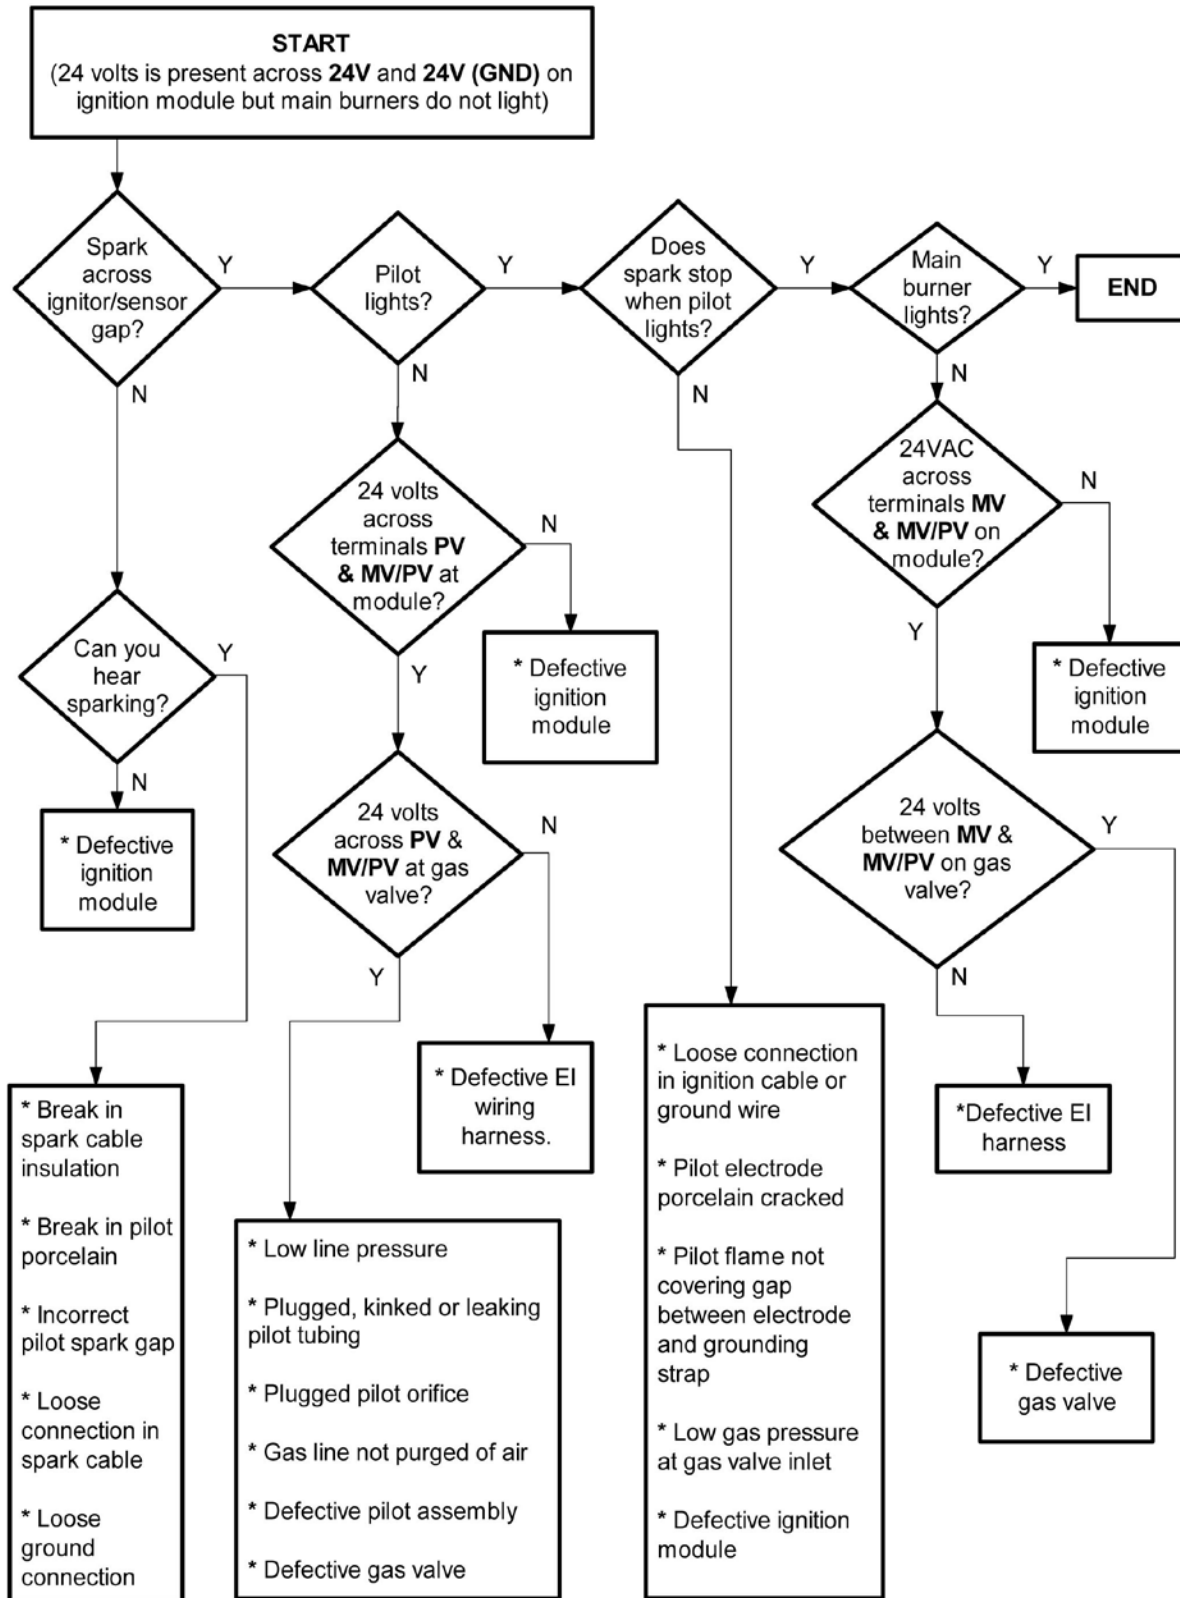 START
(24 volts is present across 24V and 24V (GND) on
ignition module but main burners do not light)
Spark
across
ignitor/sensor
gap?
Y
N
Pilot
lights?
Y
N
Does
spark stop
when pilot
lights?
Y
N
Main
burner
lights?
Y
N
END
24 volts
across
terminals PV
& MV/PV at
module?
N
Y
24VAC
across
terminals MV
& MV/PV on
module?
N
Y
Can you
hear
sparking?
Y
N
* Defective
ignition
module
* Defective
ignition
module
* Defective
ignition
module
24 volts
across PV &
MV/PV at gas
valve?
N
Y
24 volts
between MV &
MV/PV on gas
valve?
Y
N
* Break in
spark cable
insulation
* Break in pilot
porcelain
* Incorrect
pilot spark gap
* Loose
connection in
spark cable
* Loose
ground
connection
* Low line pressure
* Plugged, kinked or leaking
pilot tubing
* Plugged pilot orifice
* Gas line not purged of air
* Defective pilot assembly
* Defective gas valve
* Defective EI
wiring
harness.
* Loose connection
in ignition cable or
ground wire
* Pilot electrode
porcelain cracked
* Pilot flame not
covering gap
between electrode
and grounding
strap
* Low gas pressure
at gas valve inlet
* Defective ignition
module
*Defective EI
harness
* Defective
gas valve